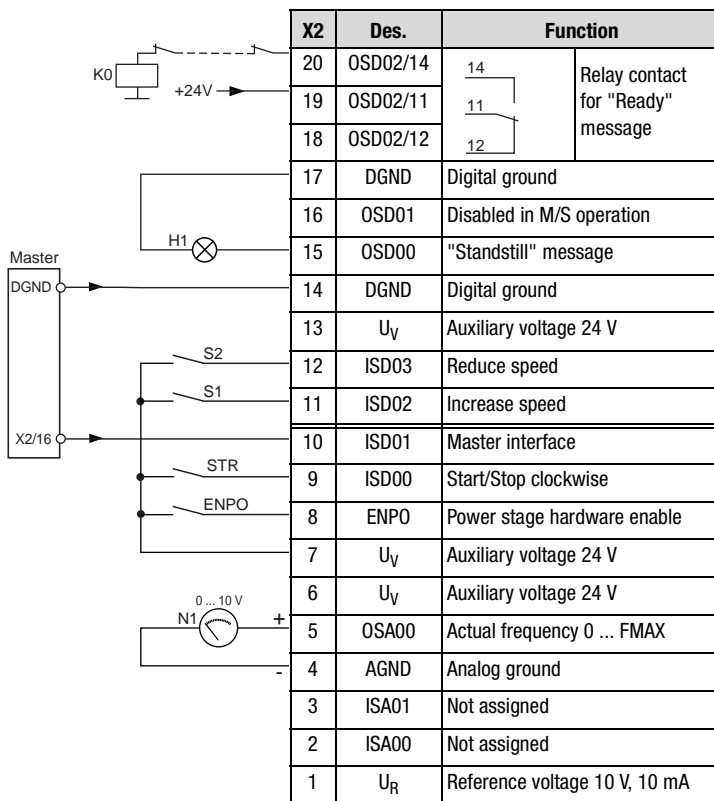 X2 Des. Function
20 OSD02/14
19 OSD02/11
18 OSD02/12
14
11
12
Relay contact
for "Ready"
message
17 DGND Digital ground
16 OSD01 Disabled in M/S operation
15 OSD00 "Standstill" message
14 DGND Digital ground
13 UV Auxiliary voltage 24 V
12 ISD03 Reduce speed
11 ISD02 Increase speed
10 ISD01 Master interface
9 ISD00 Start/Stop clockwise
8 ENPO Power stage hardware enable
7 UV Auxiliary voltage 24 V
6 UV Auxiliary voltage 24 V
5 OSA00 Actual frequency 0 ... FMAX
4 AGND Analog ground
3 ISA01 Not assigned
2 ISA00 Not assigned
1 UR Reference voltage 10 V, 10 mA
K0
+24V
H1
Master
DGND
S2
S1
X2/16
STR
ENPO
0 ... 10 V
N1 +
-